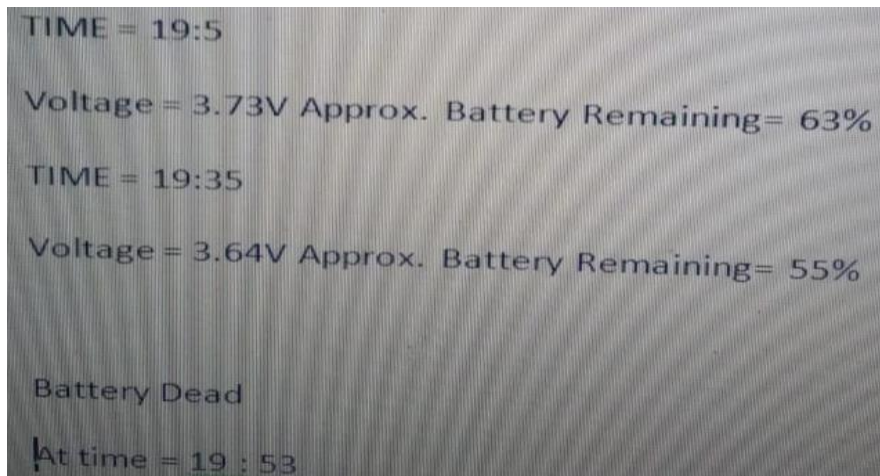 TIME = 19:5
Voltage = 3.73V Approx. Battery Remaining= 63%
TIME = 19:35
Voltage = 3.64V Approx. Battery Remaining= 55%
Battery Dead
At time = 19 : 53